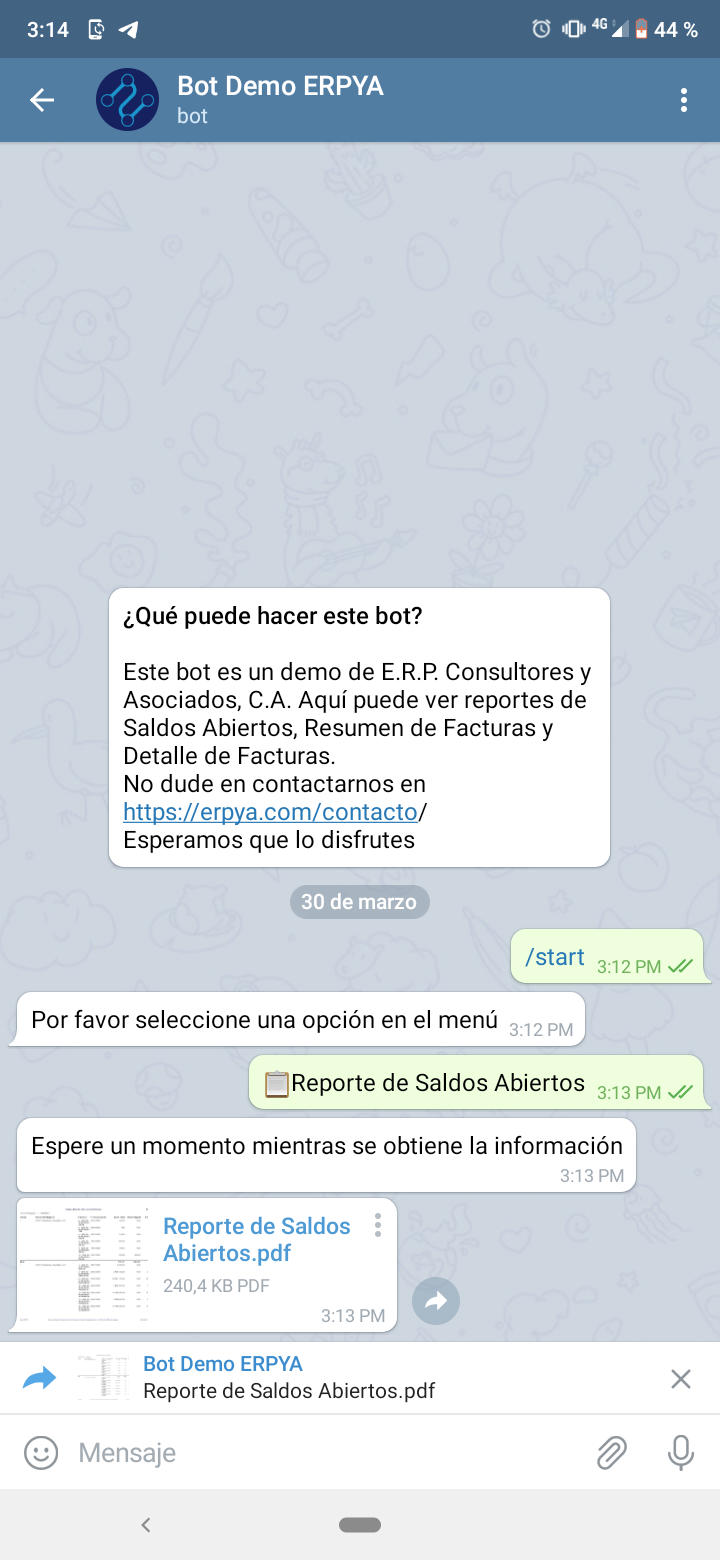 3:14 4G 44 %
Bot Demo ERPYA
bot
¿Qué puede hacer este bot?
Este bot es un demo de E.R.P. Consultores y
Asociados, C.A. Aquí puede ver reportes de
Saldos Abiertos, Resumen de Facturas y
Detalle de Facturas.
No dude en contactarnos en
https://erpya.com/contacto/
Esperamos que lo disfrutes
30 de marzo
/start 3:12 PM
Por favor seleccione una opción en el menú 3:12 PM
📋Reporte de Saldos Abiertos 3:13 PM
Espere un momento mientras se obtiene la información
3:13 PM
Reporte de Saldos
Abiertos.pdf
240,4 KB PDF
3:13 PM
Bot Demo ERPYA
Reporte de Saldos Abiertos.pdf
Mensaje